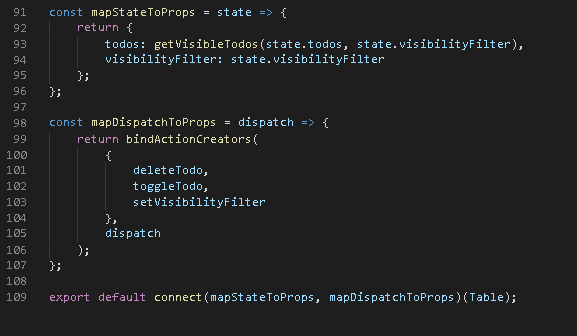 91 const mapStateToProps = state => {
92     return {
93         todos: getVisibleTodos(state.todos, state.visibilityFilter),
94         visibilityFilter: state.visibilityFilter
95     };
96 };
97
98 const mapDispatchToProps = dispatch => {
99     return bindActionCreators(
100         {
101             deleteTodo,
102             toggleTodo,
103             setVisibilityFilter
104         },
105         dispatch
106     );
107 };
108
109 export default connect(mapStateToProps, mapDispatchToProps)(Table);